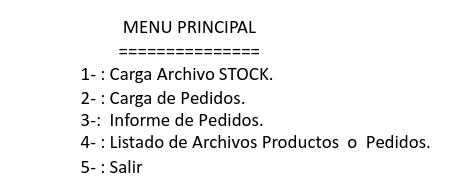 MENU PRINCIPAL
===============
1- : Carga Archivo STOCK.
2- : Carga de Pedidos.
3-:  Informe de Pedidos.
4- : Listado de Archivos Productos  o  Pedidos.
5- : Salir